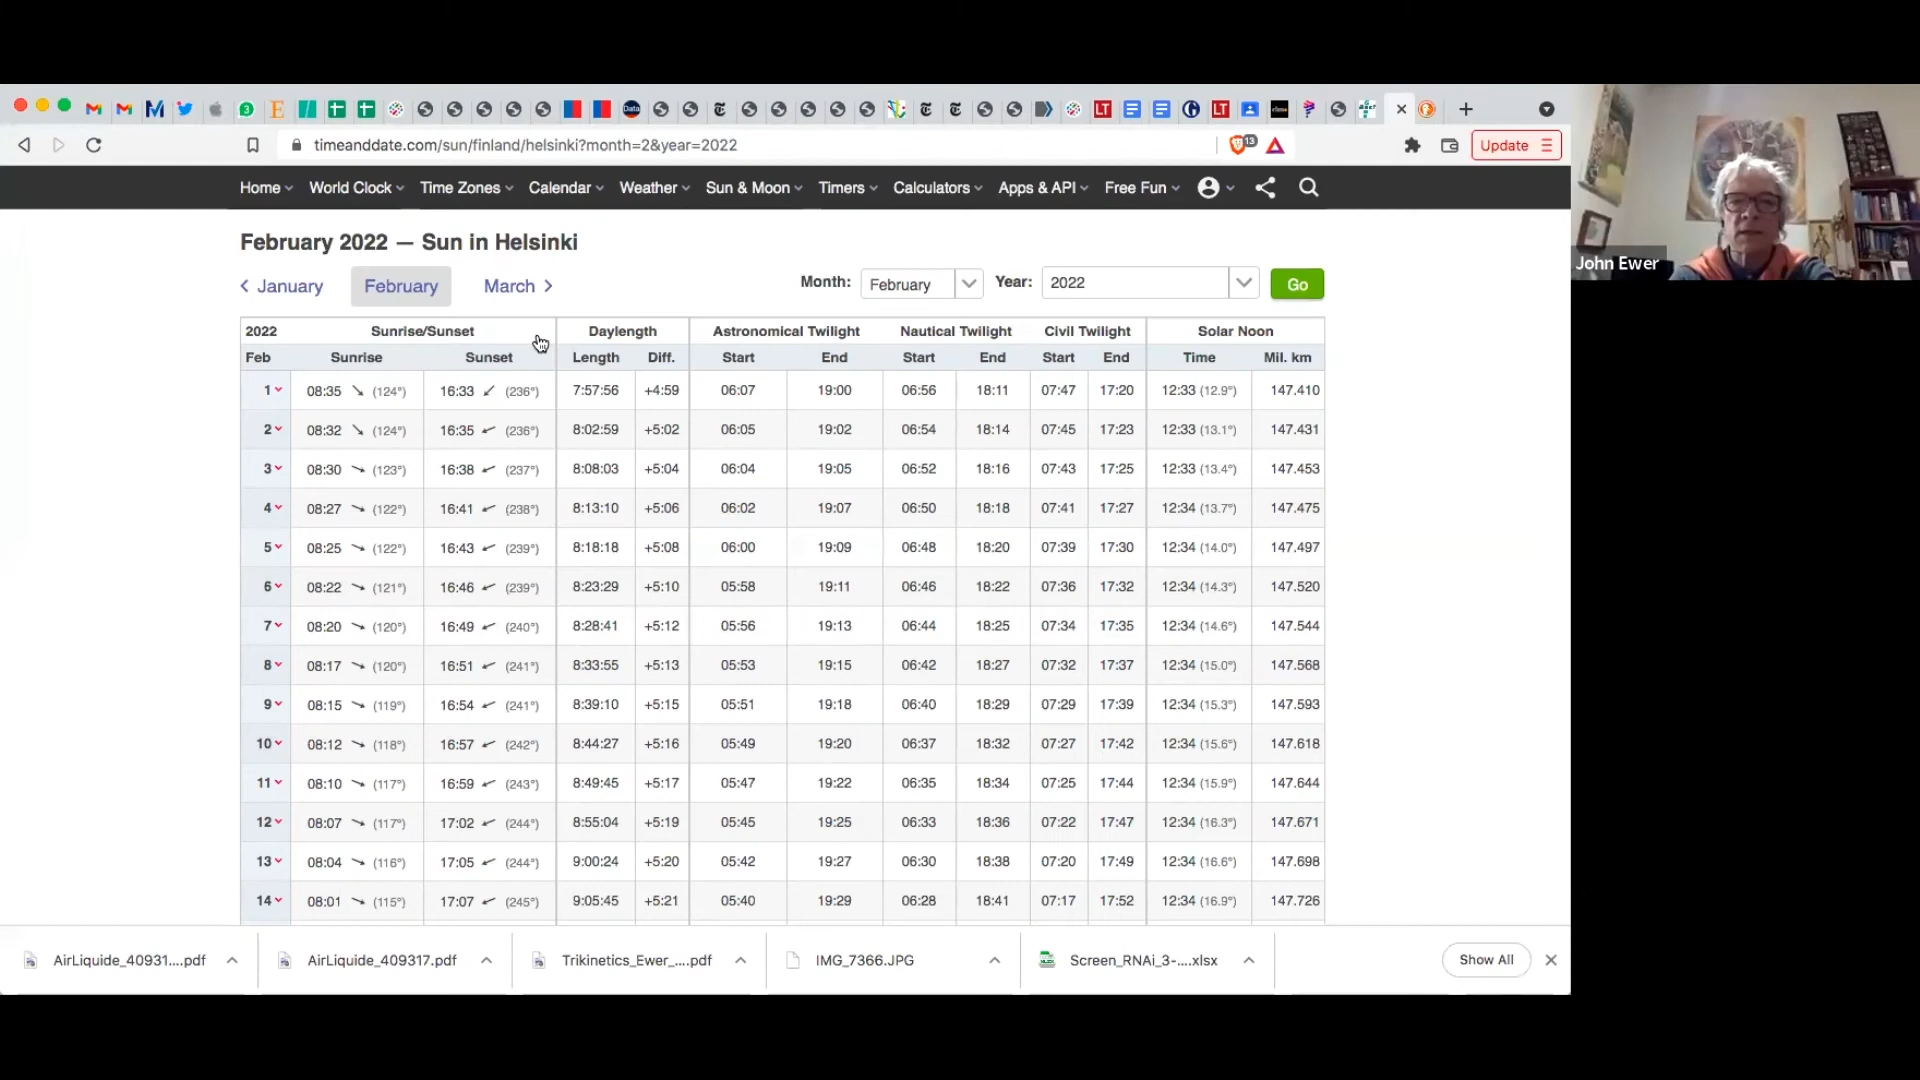 timeanddate.com/sun/finland/helsinki?month=2&year=2022
13
Update
Home World Clock Time Zones Calendar Weather Sun & Moon Timers Calculators Apps & API Free Fun
February 2022 — Sun in Helsinki
January February March
Month: February Year: 2022 Go
2022 Sunrise/Sunset Daylength Astronomical Twilight Nautical Twilight Civil Twilight Solar Noon
Feb Sunrise Sunset Length Diff. Start End Start End Start End Time Mil. km
1 08:35 (124°) 16:33 (236°) 7:57:56 +4:59 06:07 19:00 06:56 18:11 07:47 17:20 12:33 (12.9°) 147.410
2 08:32 (124°) 16:35 (236°) 8:02:59 +5:02 06:05 19:02 06:54 18:14 07:45 17:23 12:33 (13.1°) 147.431
3 08:30 (123°) 16:38 (237°) 8:08:03 +5:04 06:04 19:05 06:52 18:16 07:43 17:25 12:33 (13.4°) 147.453
4 08:27 (122°) 16:41 (238°) 8:13:10 +5:06 06:02 19:07 06:50 18:18 07:41 17:27 12:34 (13.7°) 147.475
5 08:25 (122°) 16:43 (239°) 8:18:18 +5:08 06:00 19:09 06:48 18:20 07:39 17:30 12:34 (14.0°) 147.497
6 08:22 (121°) 16:46 (239°) 8:23:29 +5:10 05:58 19:11 06:46 18:22 07:36 17:32 12:34 (14.3°) 147.520
7 08:20 (120°) 16:49 (240°) 8:28:41 +5:12 05:56 19:13 06:44 18:25 07:34 17:35 12:34 (14.6°) 147.544
8 08:17 (120°) 16:51 (241°) 8:33:55 +5:13 05:53 19:15 06:42 18:27 07:32 17:37 12:34 (15.0°) 147.568
9 08:15 (119°) 16:54 (241°) 8:39:10 +5:15 05:51 19:18 06:40 18:29 07:29 17:39 12:34 (15.3°) 147.593
10 08:12 (118°) 16:57 (242°) 8:44:27 +5:16 05:49 19:20 06:37 18:32 07:27 17:42 12:34 (15.6°) 147.618
11 08:10 (117°) 16:59 (243°) 8:49:45 +5:17 05:47 19:22 06:35 18:34 07:25 17:44 12:34 (15.9°) 147.644
12 08:07 (117°) 17:02 (244°) 8:55:04 +5:19 05:45 19:25 06:33 18:36 07:22 17:47 12:34 (16.3°) 147.671
13 08:04 (116°) 17:05 (244°) 9:00:24 +5:20 05:42 19:27 06:30 18:38 07:20 17:49 12:34 (16.6°) 147.698
14 08:01 (115°) 17:07 (245°) 9:05:45 +5:21 05:40 19:29 06:28 18:41 07:17 17:52 12:34 (16.9°) 147.726
AirLiquide_40931....pdf AirLiquide_409317.pdf Trikinetics_Ewer_....pdf IMG_7366.JPG Screen_RNAi_3-....xlsx Show All
John Ewer